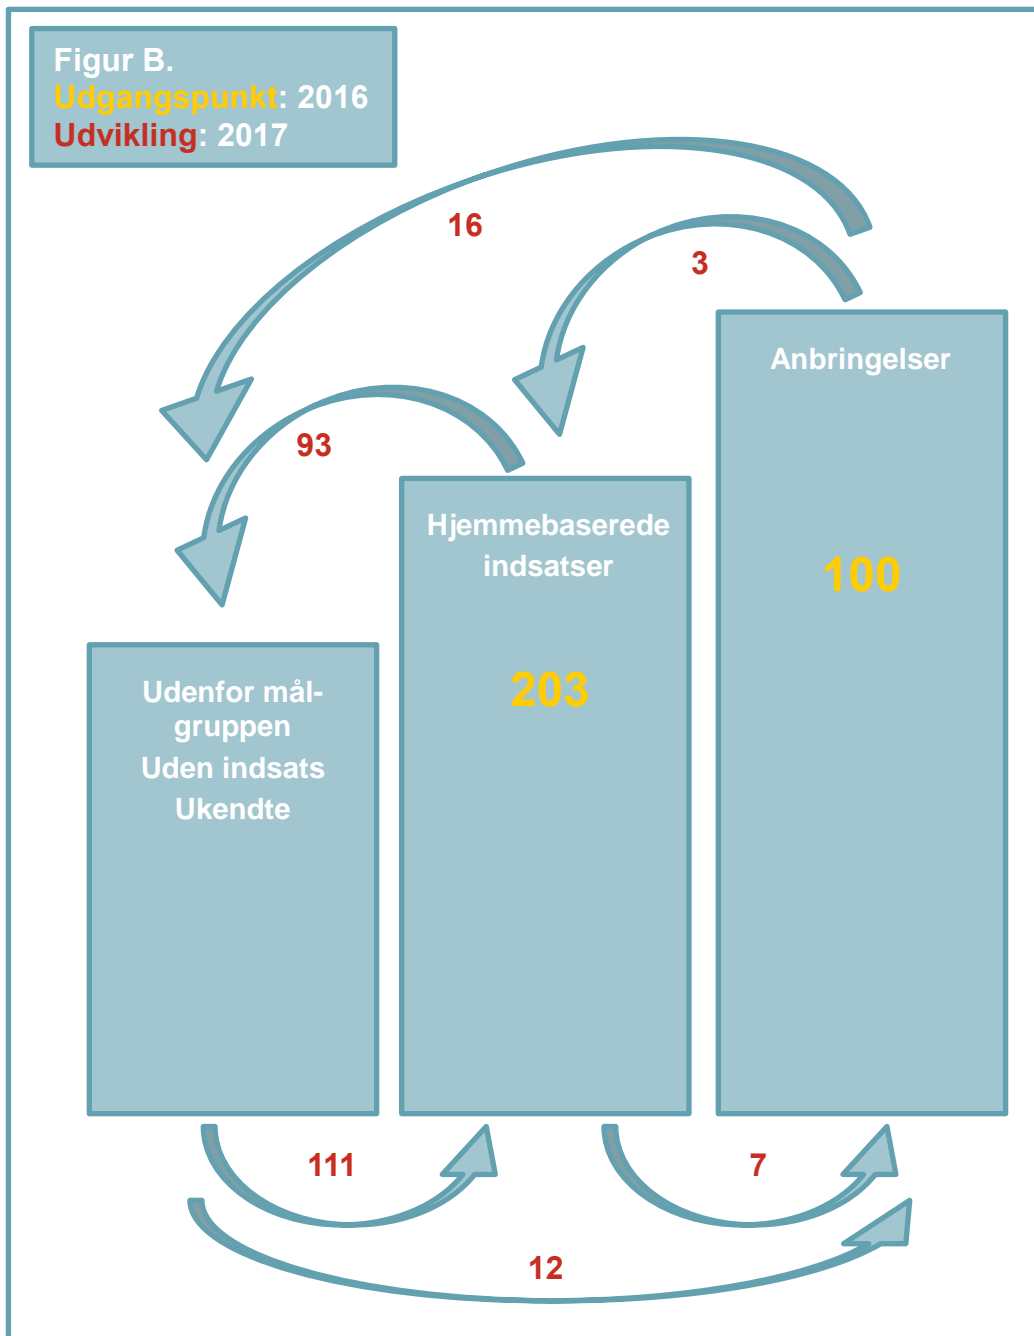 Figur B.
Udgangspunkt: 2016
Udvikling: 2017
16
3
93
Anbringelser
100
Hjemmebaserede
indsatser
203
Udenfor mål-
gruppen
Uden indsats
Ukendte
111
7
12